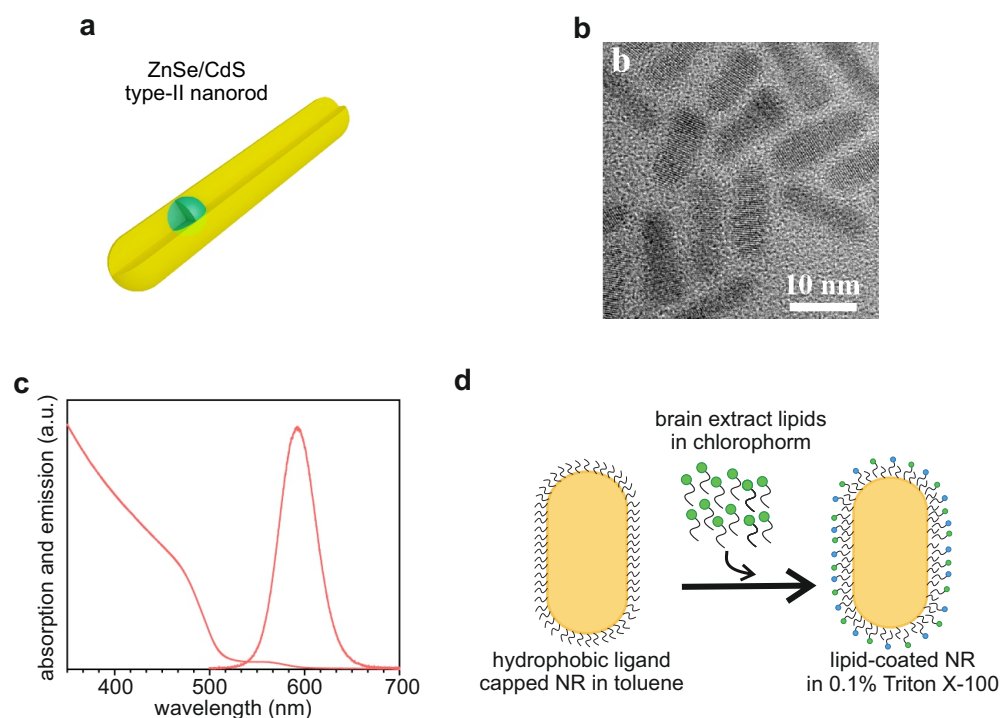 a
ZnSe/CdS
type-II nanorod
b
b
10 nm
c
absorption and emission (a.u.)
400
500
600
700
wavelength (nm)
d
brain extract lipids
in chlorophorm
hydrophobic ligand
capped NR in toluene
lipid-coated NR
in 0.1% Triton X-100